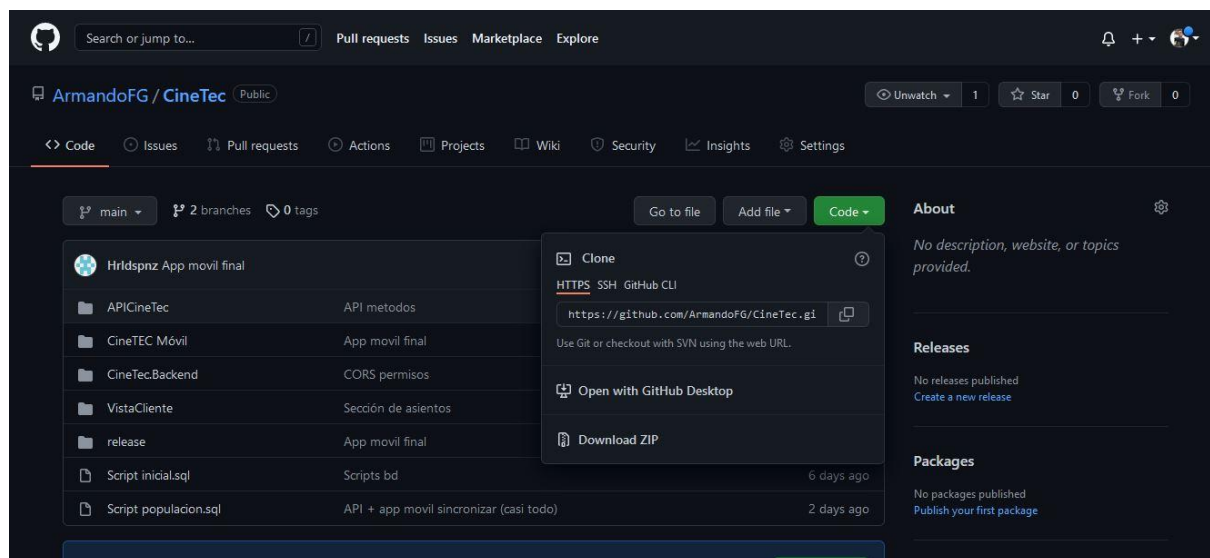 Search or jump to... / Pull requests Issues Marketplace Explore
ArmandoFG / CineTec Public Unwatch 1 Star 0 Fork 0
Code Issues Pull requests Actions Projects Wiki Security Insights Settings
main 2 branches 0 tags Go to file Add file Code
Hrldspnz App movil final
APICineTec API metodos
CineTEC Móvil App movil final
CineTec.Backend CORS permisos
VistaCliente Sección de asientos
release App movil final
Script inicial.sql Scripts bd 6 days ago
Script populacion.sql API + app movil sincronizar (casi todo) 2 days ago
Clone
HTTPS SSH GitHub CLI
https://github.com/ArmandoFG/CineTec.gi
Use Git or checkout with SVN using the web URL.
Open with GitHub Desktop
Download ZIP
About
No description, website, or topics
provided.
Releases
No releases published
Create a new release
Packages
No packages published
Publish your first package